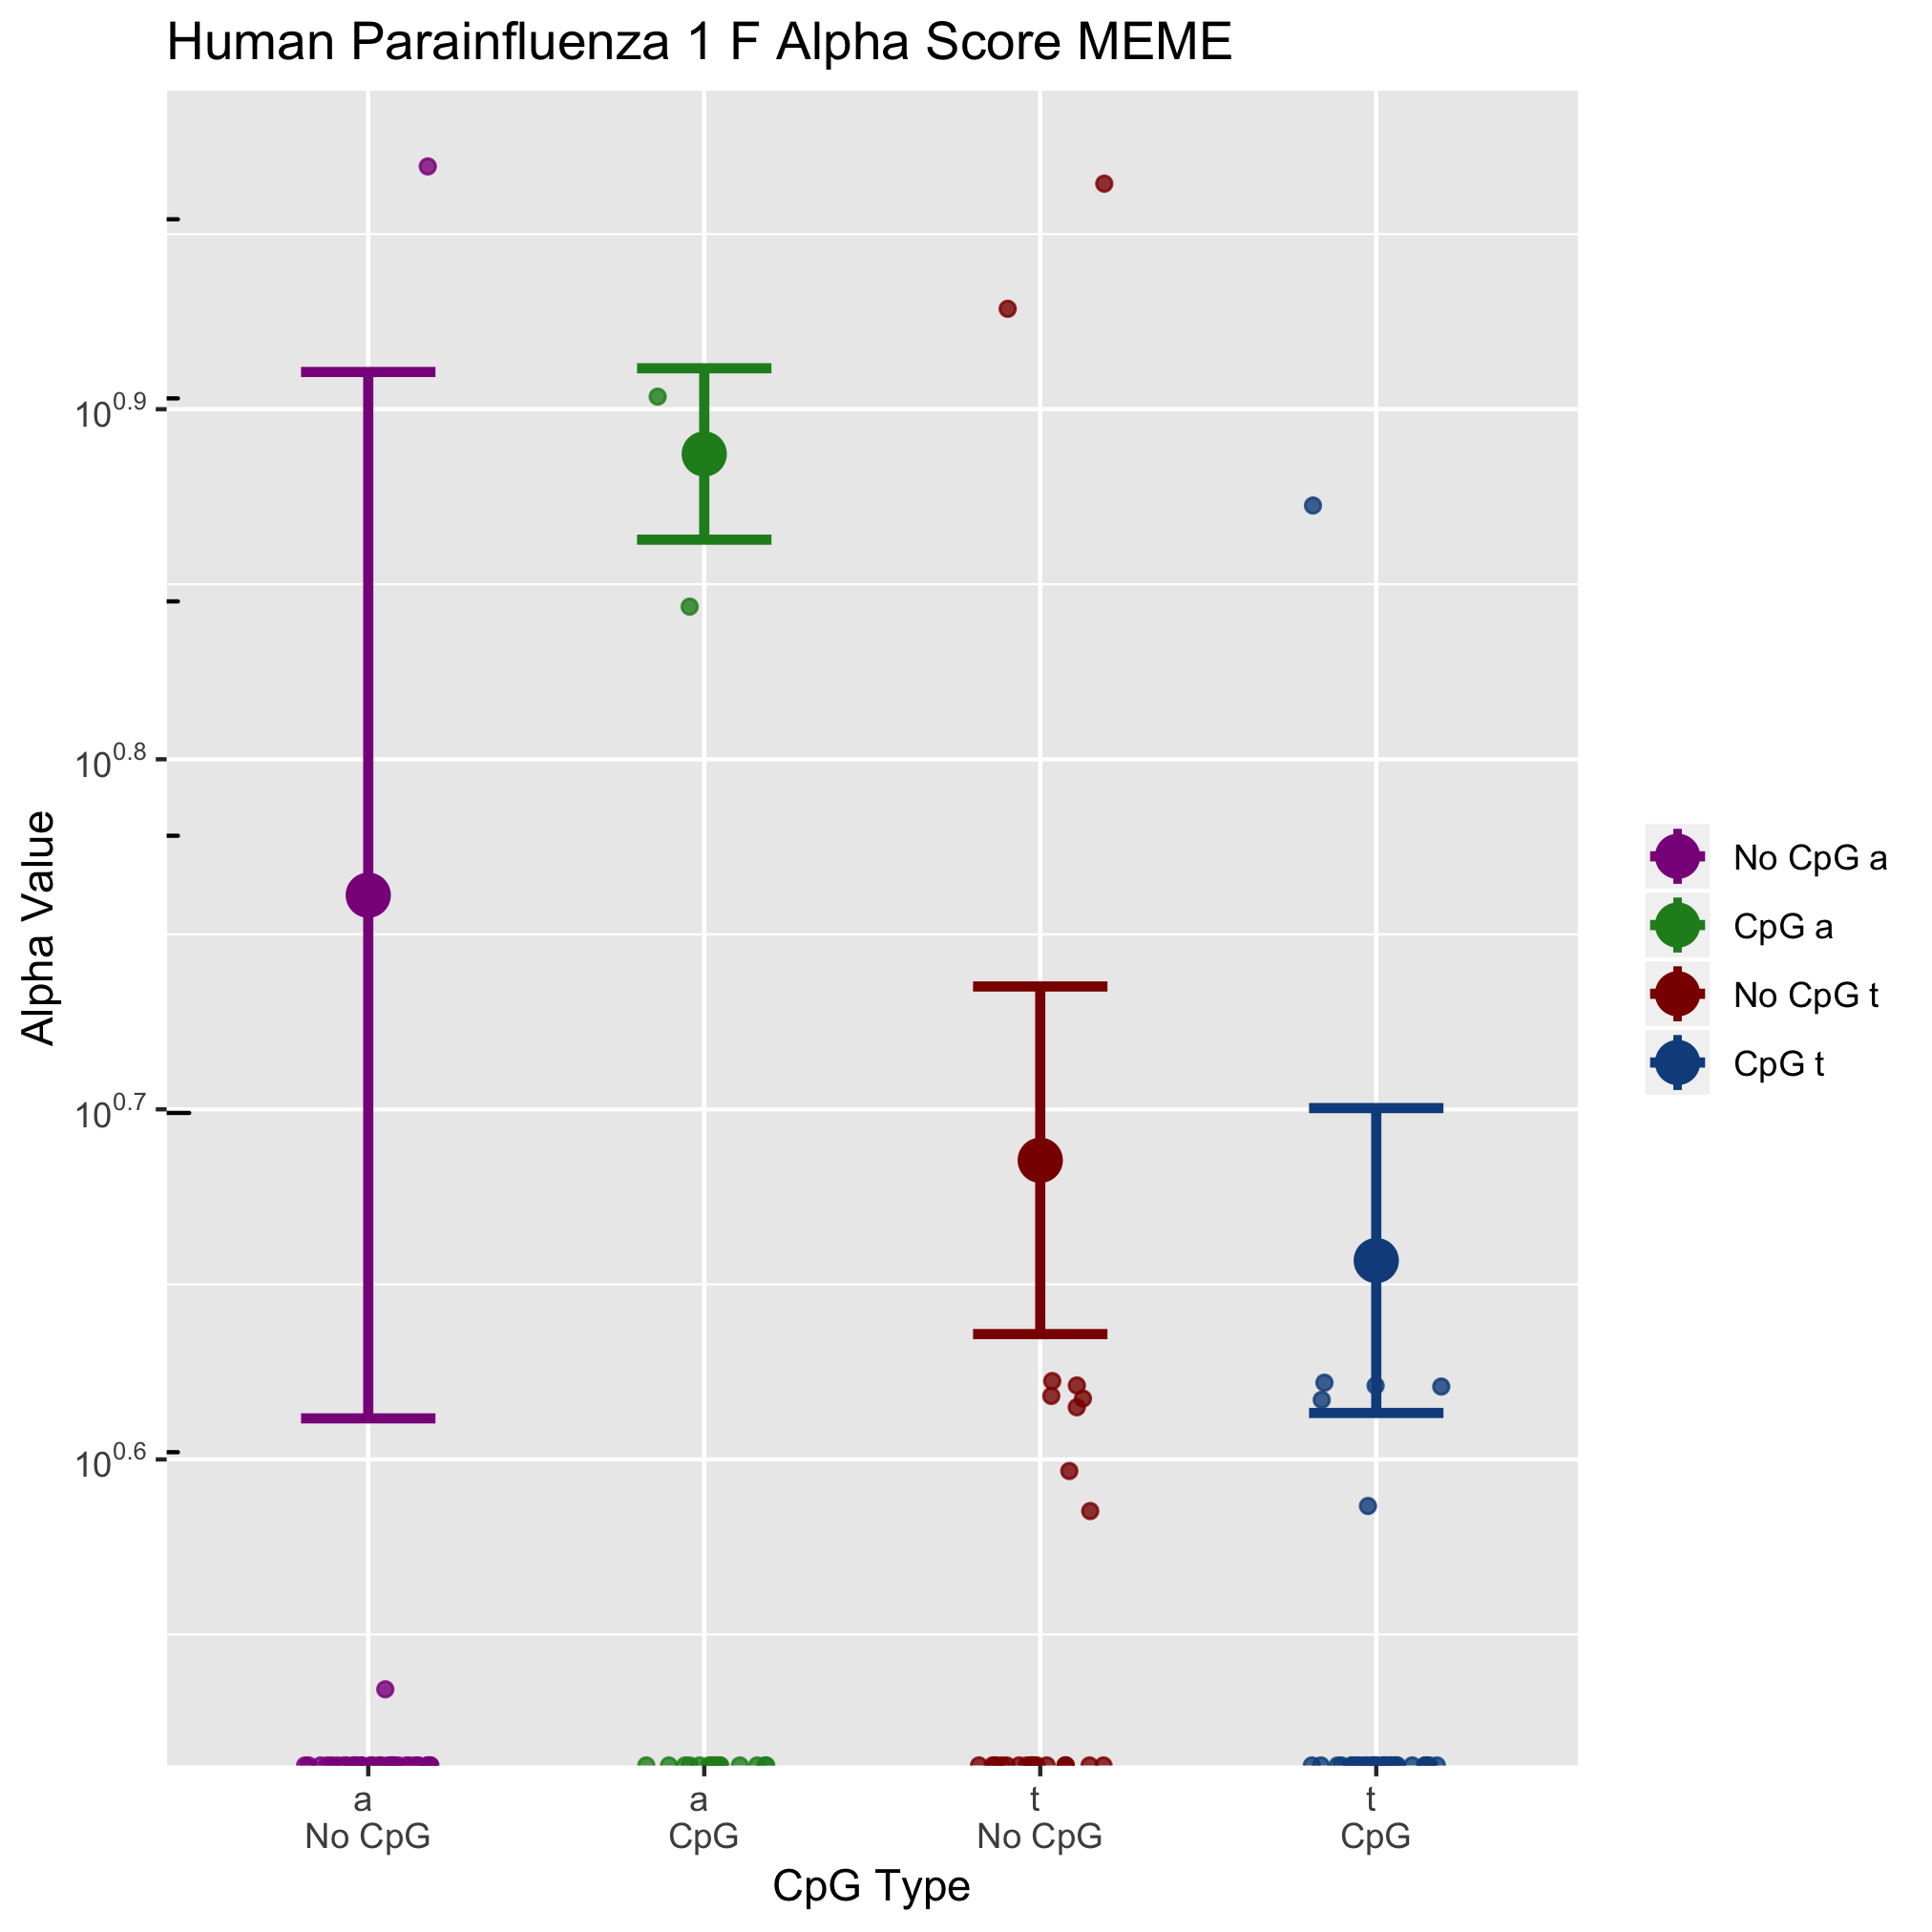 Human Parainfluenza 1 F Alpha Score MEME
10^0.9
10^0.8
10^0.7
10^0.6
Alpha Value
a
No CpG
a
CpG
t
No CpG
t
CpG
CpG Type
No CpG a
CpG a
No CpG t
CpG t